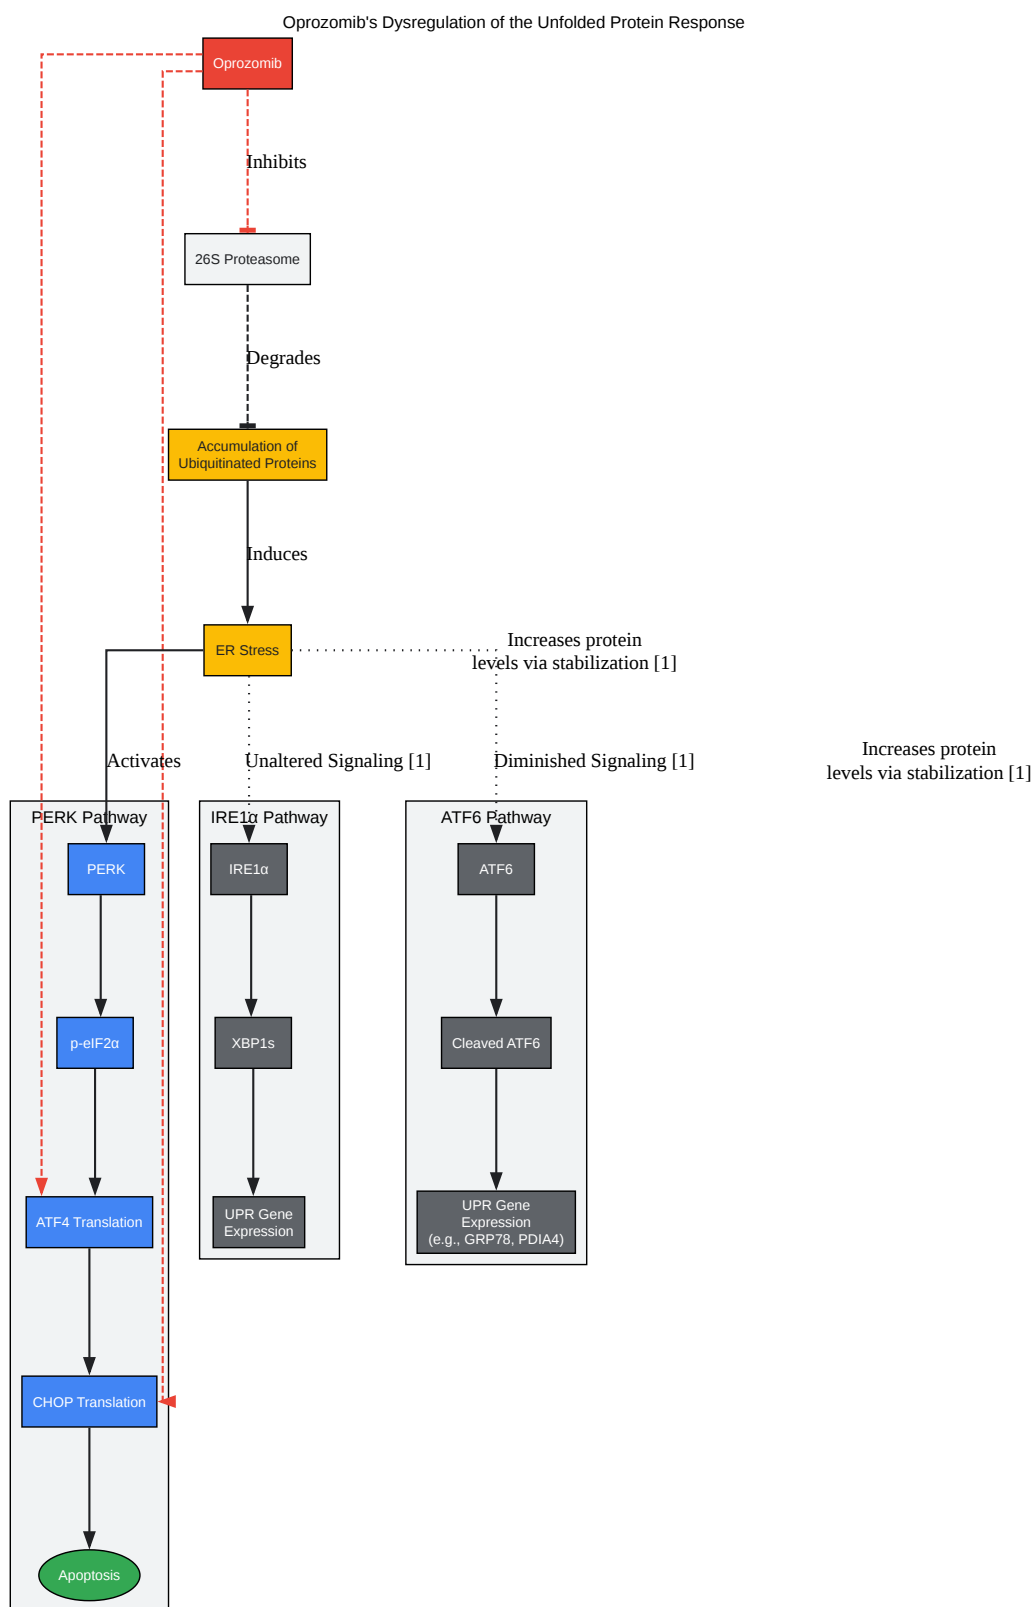 Oprozomib's Dysregulation of the Unfolded Protein Response
Oprozomib
Inhibits
26S Proteasome
Degrades
Accumulation of
Ubiquitinated Proteins
Induces
ER Stress
Increases protein
levels via stabilization [1]
Increases protein
levels via stabilization [1]
Activates
Unaltered Signaling [1]
Diminished Signaling [1]
PERK Pathway
IRE1α Pathway
ATF6 Pathway
PERK
IRE1α
ATF6
p-eIF2α
XBP1s
Cleaved ATF6
ATF4 Translation
UPR Gene
Expression
UPR Gene
Expression
(e.g., GRP78, PDIA4)
CHOP Translation
Apoptosis